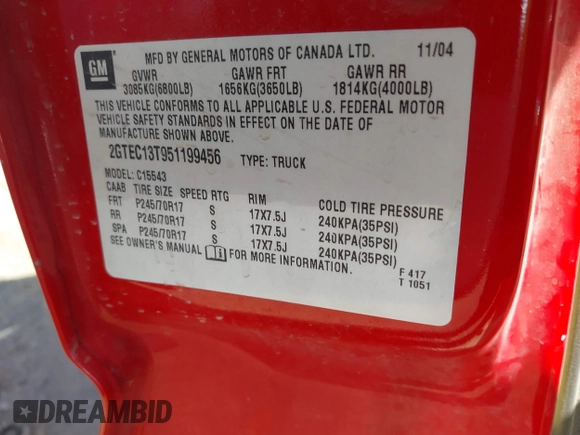 GM
MFD BY GENERAL MOTORS OF CANADA LTD. 11/04
GVWR GAWR FRT GAWR RR
3085KG(6800LB) 1656KG(3650LB) 1814KG(4000LB)
THIS VEHICLE CONFORMS TO ALL APPLICABLE U.S. FEDERAL MOTOR
VEHICLE SAFETY STANDARDS IN EFFECT ON THE DATE OF
MANUFACTURE SHOWN ABOVE.
2GTEC13T951199456 TYPE: TRUCK
MODEL: C15543
CAAB TIRE SIZE SPEED RTG RIM COLD TIRE PRESSURE
FRT P245/70R17 S 17X7.5J 240KPA(35PSI)
RR P245/70R17 S 17X7.5J 240KPA(35PSI)
SPA P245/70R17 S 17X7.5J 240KPA(35PSI)
SEE OWNER'S MANUAL FOR MORE INFORMATION.
F 417
T 1051
DREAMBID